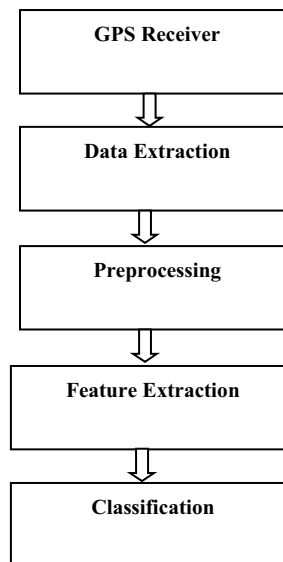 GPS Receiver
Data Extraction
Preprocessing
Feature Extraction
Classification